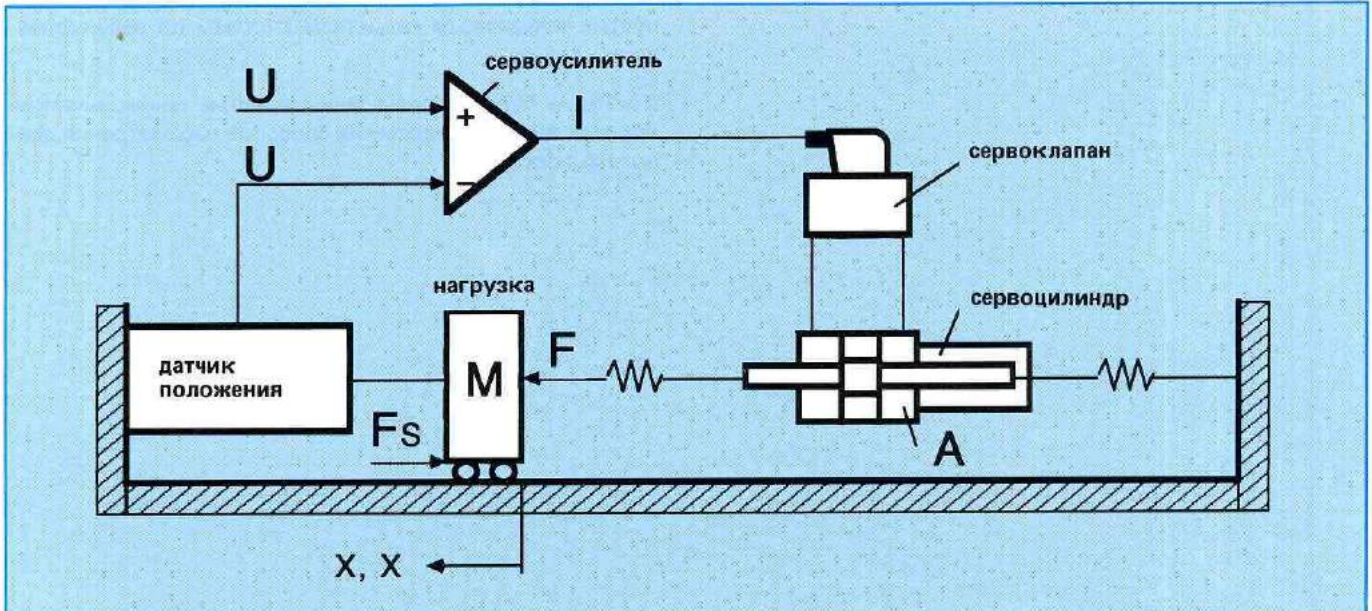 сервоусилитель
U
+
I
U
−
сервоклапан
нагрузка
сервоцилиндр
датчик
положения
M
F
Fs
A
x, x